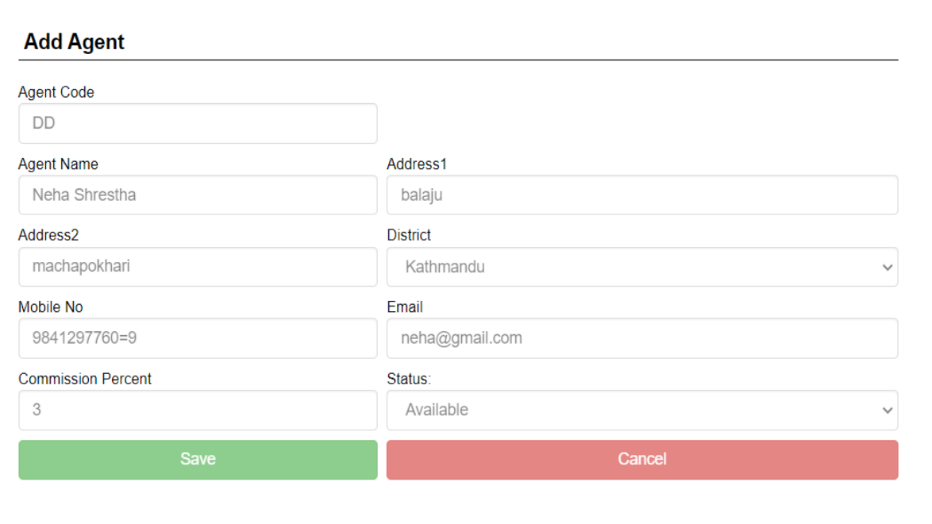 Add Agent
Agent Code
DD
Agent Name
Address1
Neha Shrestha
balaju
Address2
District
machapokhari
Kathmandu
Mobile No
Email
9841297760=9
neha@gmail.com
Commission Percent
Status:
3
Available
Save
Cancel